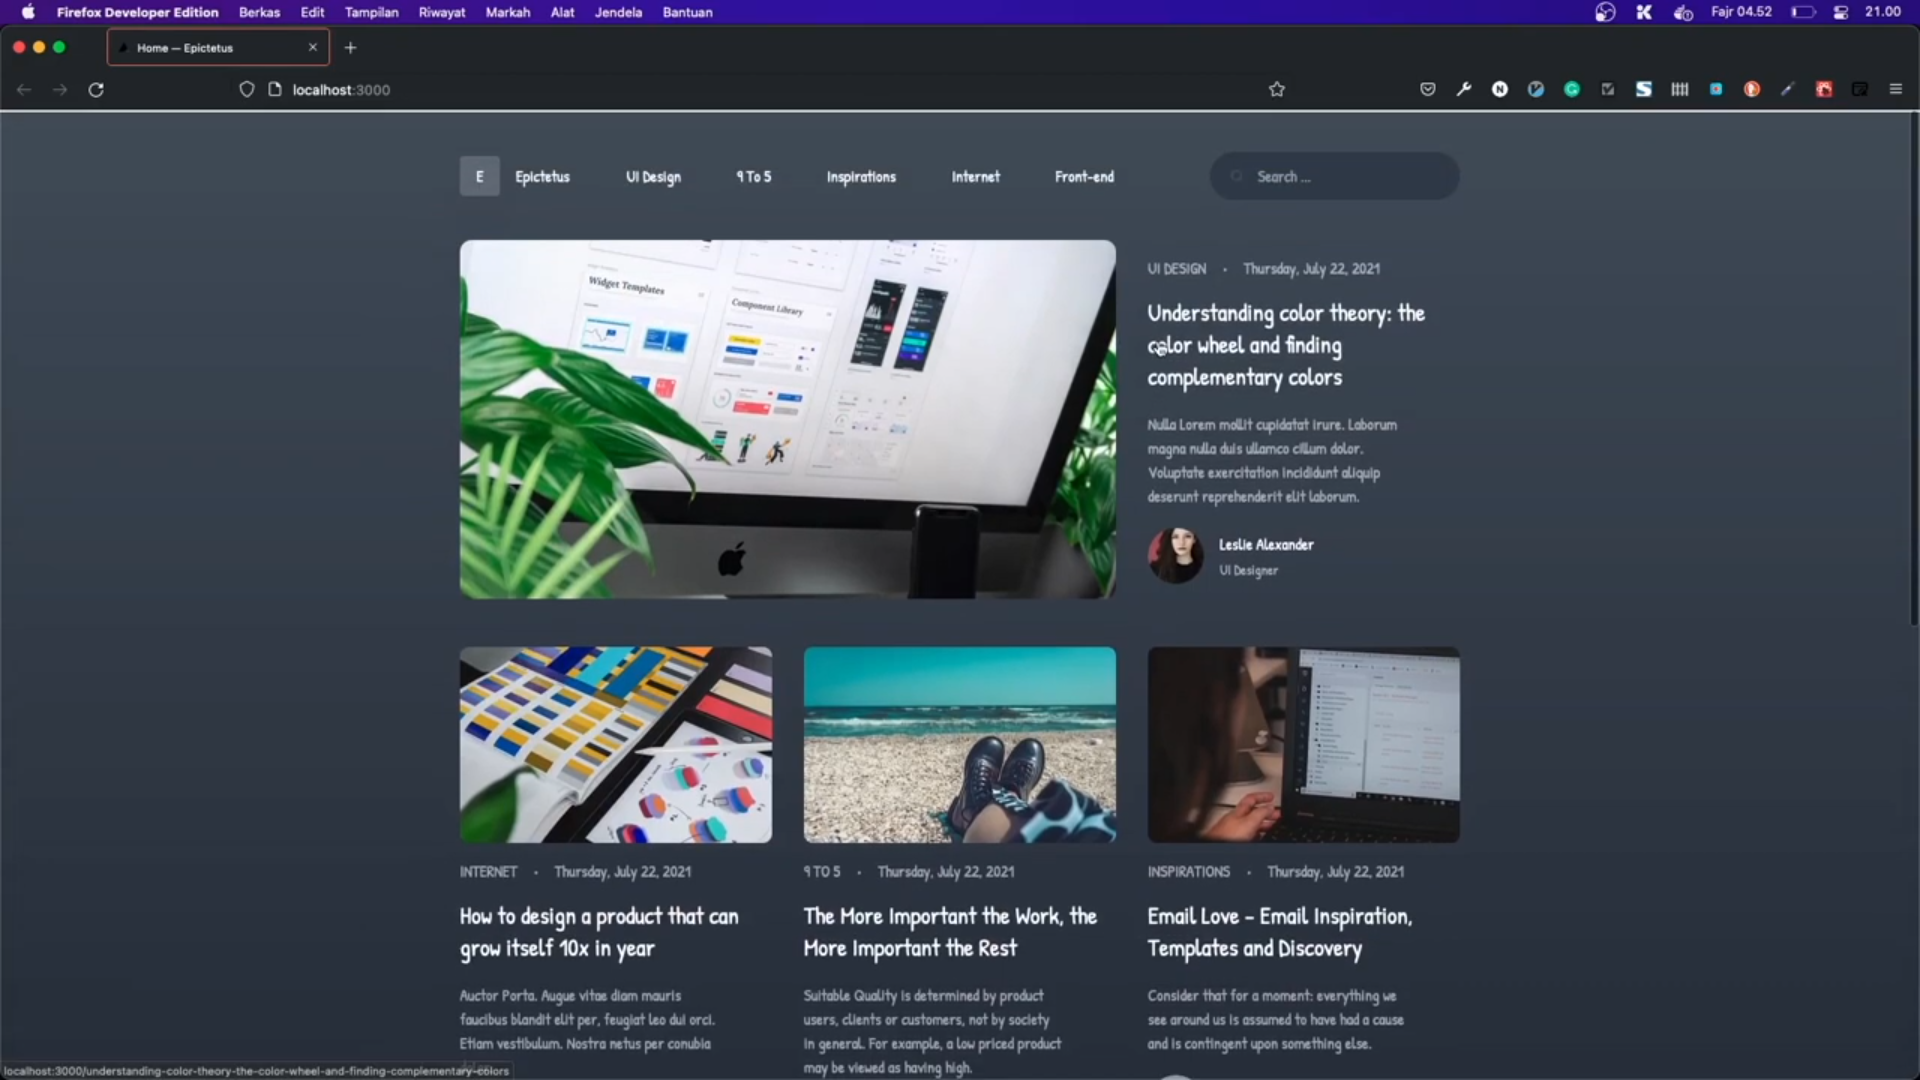 Firefox Developer Edition Berkas Edit Tampilan Riwayat Markah Alat Jendela Bantuan Fajr 04.52 21.00
Home — Epictetus
localhost:3000
E Epictetus UI Design 9 To 5 Inspirations Internet Front-end Search ...
Widget Templates
Component Library
UI DESIGN • Thursday, July 22, 2021
Understanding color theory: the
color wheel and finding
complementary colors
Nulla Lorem mollit cupidatat irure. Laborum
magna nulla duis ullamco cillum dolor.
Voluptate exercitation incididunt aliquip
deserunt reprehenderit elit laborum.
Leslie Alexander
UI Designer
INTERNET • Thursday, July 22, 2021
How to design a product that can
grow itself 10x in year
Auctor Porta. Augue vitae diam mauris
faucibus blandit elit per, feugiat leo dui orci.
Etiam vestibulum. Nostra netus per conubia
9 TO 5 • Thursday, July 22, 2021
The More Important the Work, the
More Important the Rest
Suitable Quality is determined by product
users, clients or customers, not by society
in general. For example, a low priced product
may be viewed as having high.
INSPIRATIONS • Thursday, July 22, 2021
Email Love - Email Inspiration,
Templates and Discovery
Consider that for a moment: everything we
see around us is assumed to have had a cause
and is contingent upon something else.
localhost:3000/understanding-color-theory-the-color-wheel-and-finding-complementary-colors